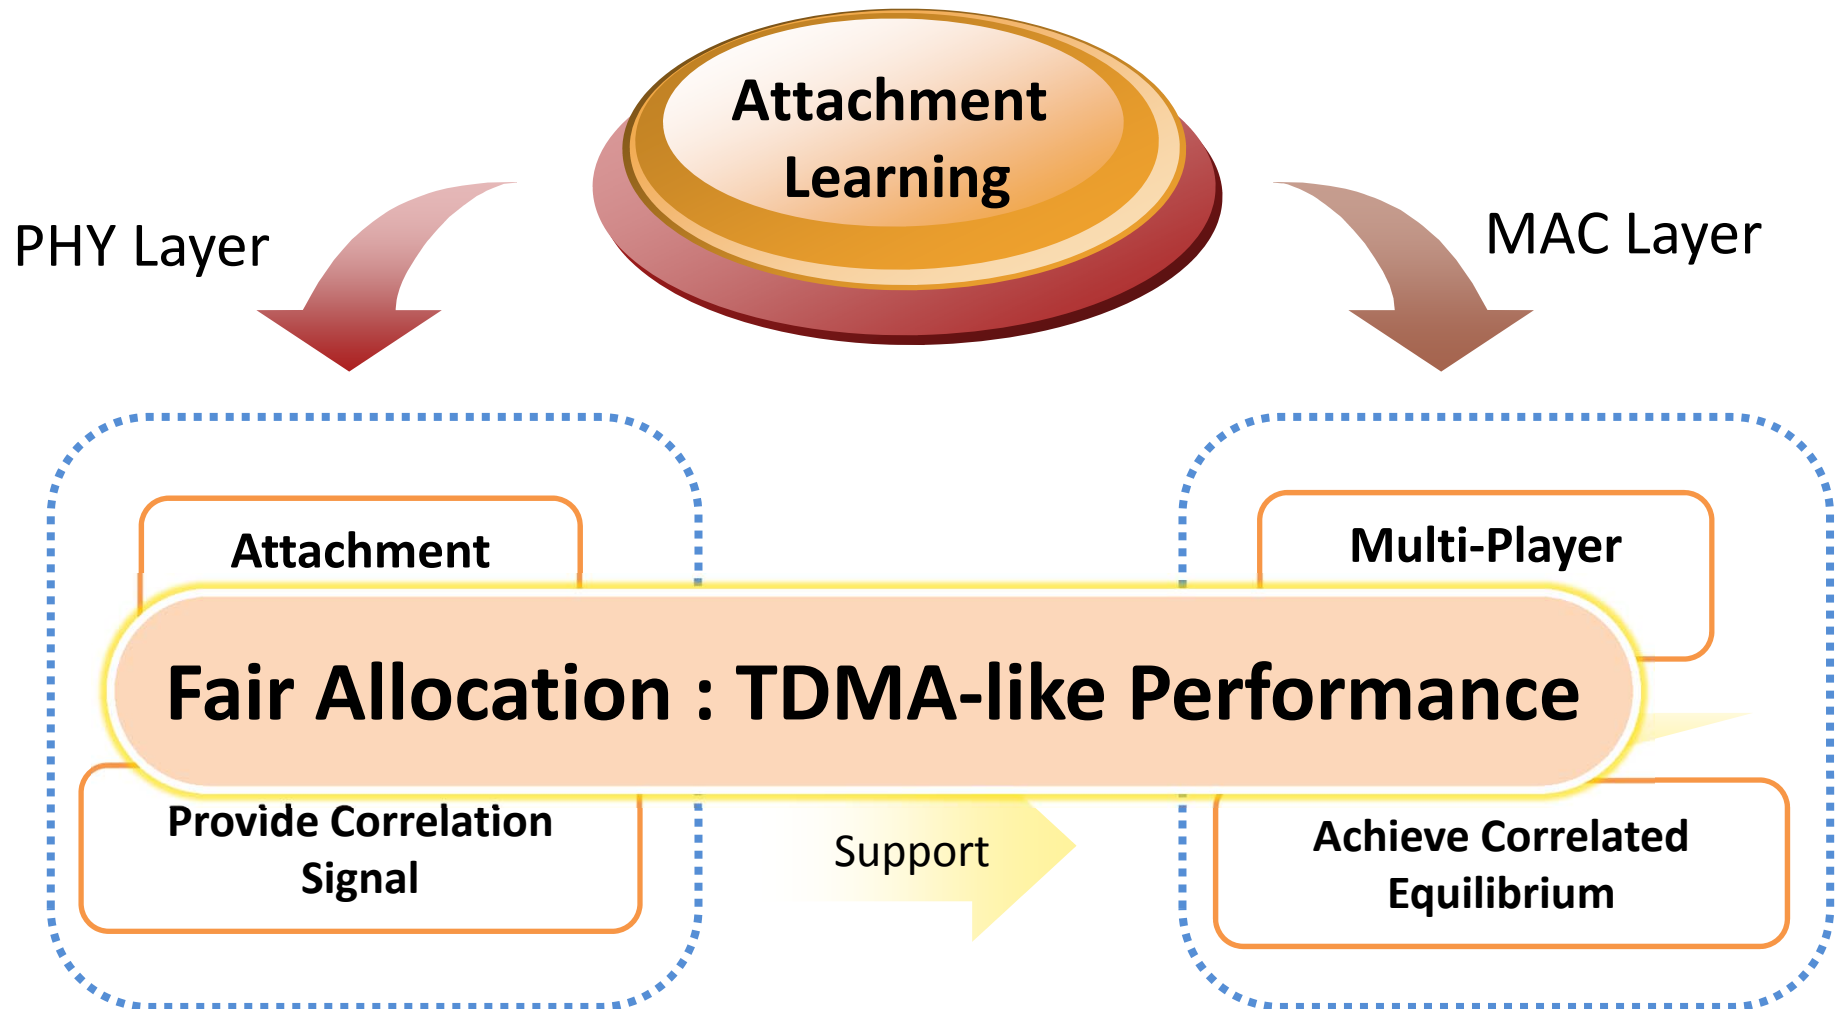 Attachment
Learning
PHY Layer
MAC Layer
Attachment
Multi-Player
Fair Allocation : TDMA-like Performance
Provide Correlation
Signal
Support
Achieve Correlated
Equilibrium